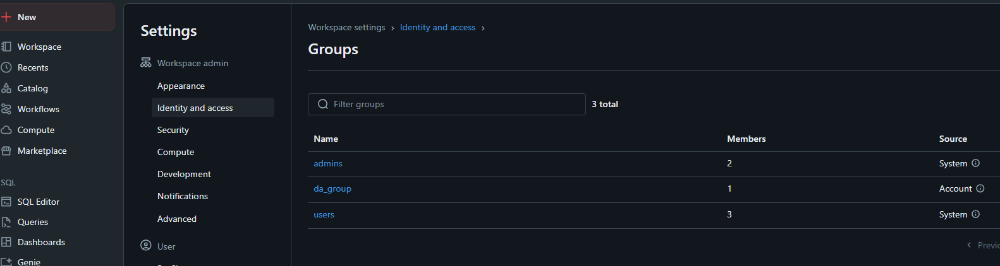 New
Workspace
Recents
Catalog
Workflows
Compute
Marketplace
SQL
SQL Editor
Queries
Dashboards
Genie
Settings
Workspace admin
Appearance
Identity and access
Security
Compute
Development
Notifications
Advanced
User
Workspace settings › Identity and access ›
Groups
Filter groups
3 total
Name Members Source
admins 2 System
da_group 1 Account
users 3 System